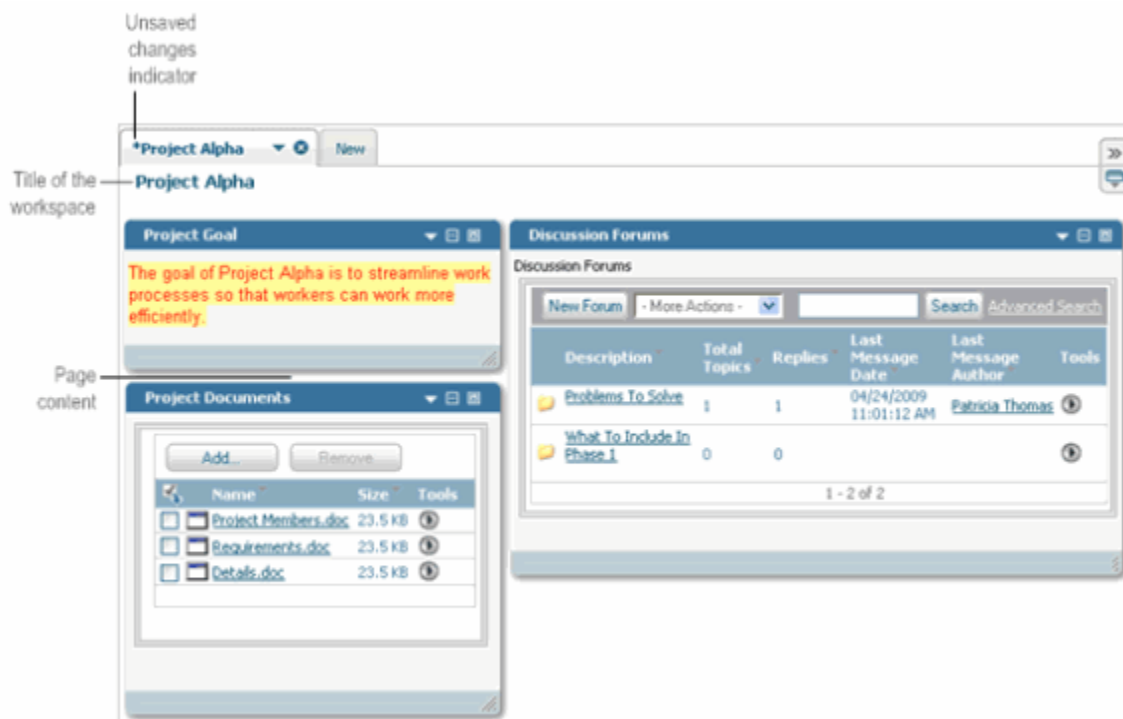 Unsaved
changes
indicator
*Project Alpha
New
Title of the
workspace
Project Alpha
Project Goal
The goal of Project Alpha is to streamline work
processes so that workers can work more
efficiently.
Page
content
Project Documents
Add...
Remove
Name
Size
Tools
Project Members.doc 23.5 KB
Requirements.doc 23.5 KB
Details.doc 23.5 KB
Discussion Forums
Discussion Forums
New Forum
- More Actions -
Search
Advanced Search
Description
Total
Topics
Replies
Last
Message
Date
Last
Message
Author
Tools
Problems To Solve
1
1
04/24/2009
11:01:12 AM
Patricia Thomas
What To Include In
Phase 1
0
0
1 - 2 of 2